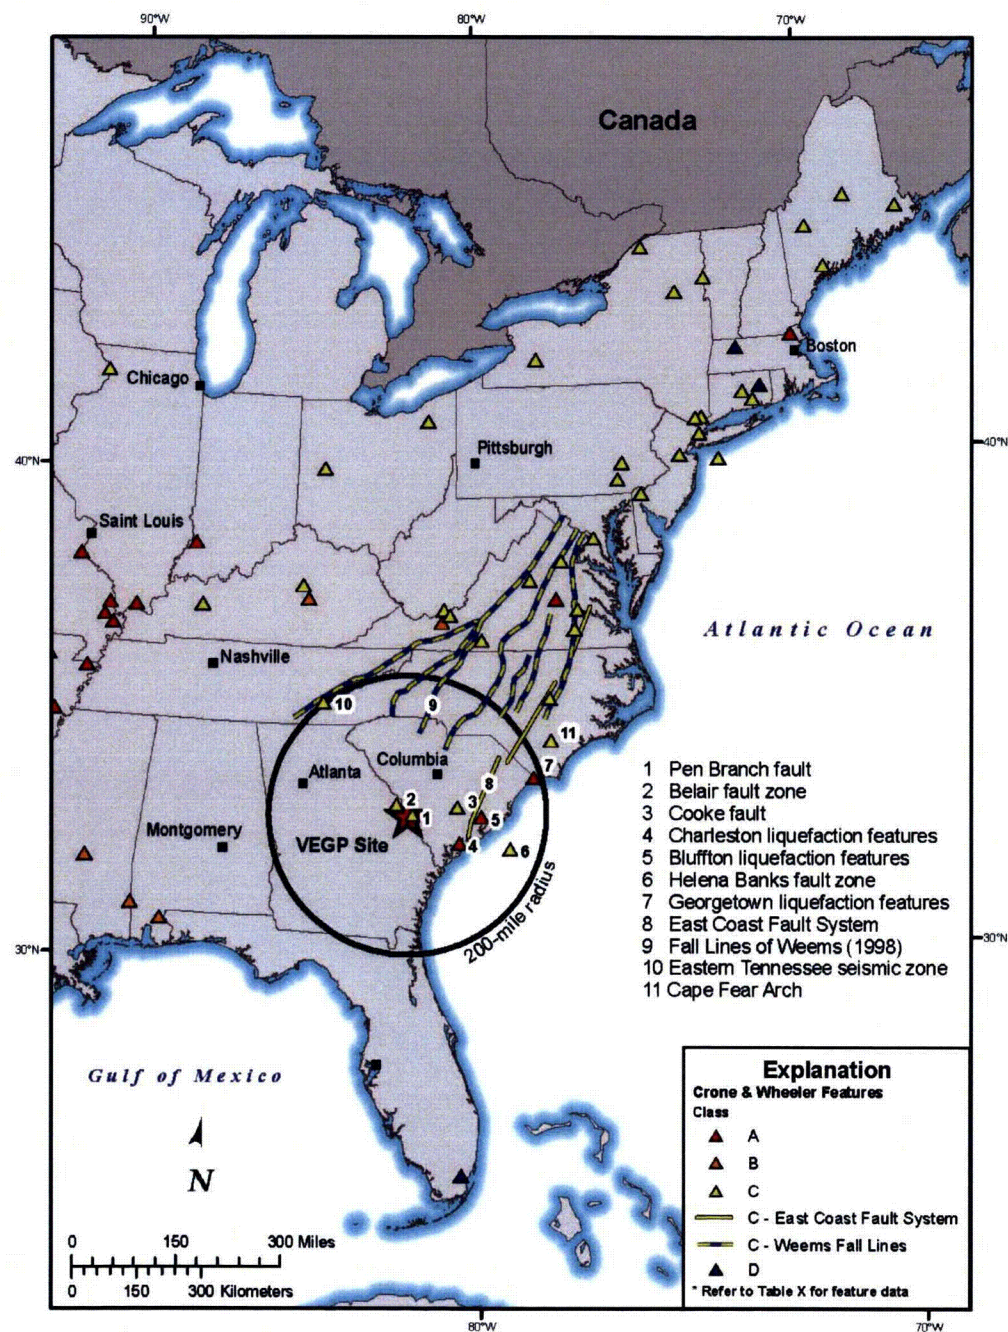 90°W 80°W 70°W
Canada
Boston
Chicago
Pittsburgh
40°N 40°N
Saint Louis
Atlantic Ocean
Nashville
10 9
11
Columbia
7
Atlanta
8
2 3
1 5
Montgomery
VEGP Site
4 6
200-mile radius
30°N 30°N
1 Pen Branch fault
2 Belair fault zone
3 Cooke fault
4 Charleston liquefaction features
5 Bluffton liquefaction features
6 Helena Banks fault zone
7 Georgetown liquefaction features
8 East Coast Fault System
9 Fall Lines of Weems (1998)
10 Eastern Tennessee seismic zone
11 Cape Fear Arch
Gulf of Mexico
N
0 150 300 Miles
0 150 300 Kilometers
Explanation
Crone & Wheeler Features
Class
A
B
C
C - East Coast Fault System
C - Weems Fall Lines
D
* Refer to Table X for feature data
80°W 70°W